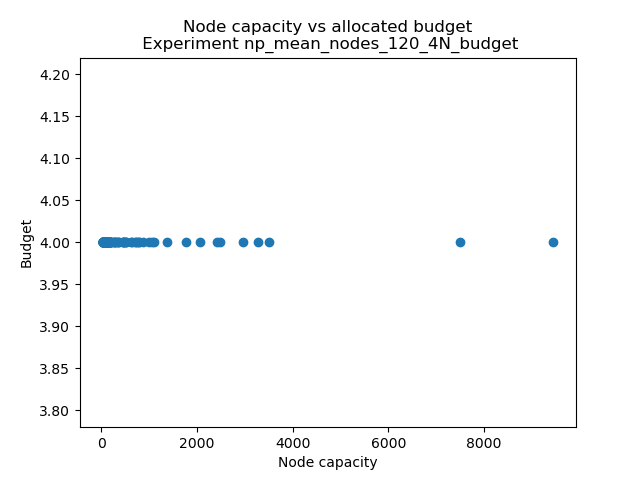 Node capacity vs allocated budget
Experiment np_mean_nodes_120_4N_budget
4.20
4.15
4.10
4.05
4.00
3.95
3.90
3.85
3.80
Budget
0 2000 4000 6000 8000
Node capacity